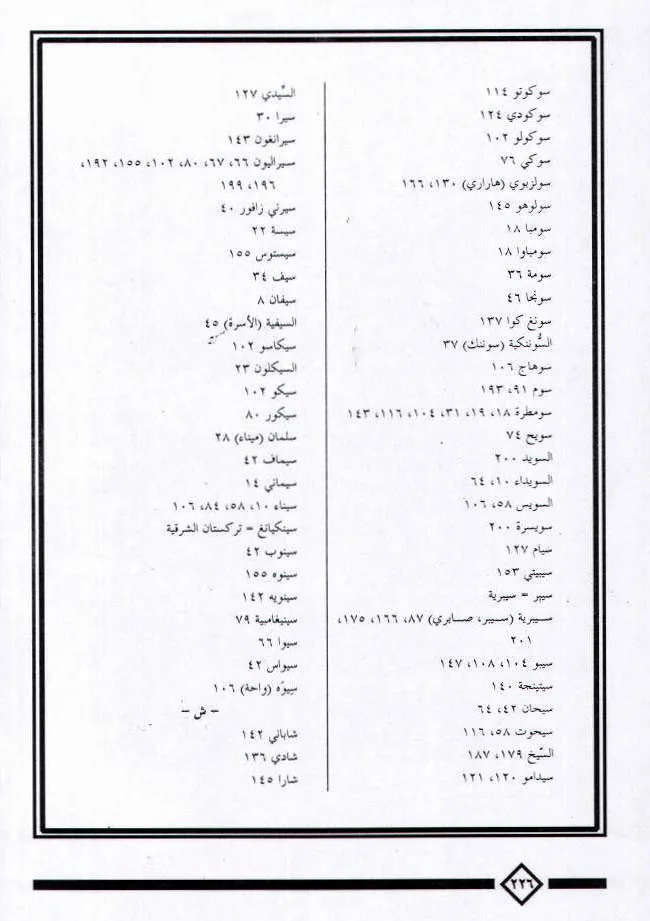 سوكوتو ١١٤
سوكودي ١٢٤
سوكولو ١٠٢
سوكي ٧٦
سولزبوي (هاراري) ١٣٠، ١٦٦
سولوهو ١٤٥
سومبا ١٨
سومباوا ١٨
سومة ٣٦
سونجا ٤٦
سونغ كوا ١٣٧
السُّوننكية (سوننك) ٣٧
سوهاج ١٠٦
سوم ٩١، ١٩٣
سومطرة ١٨، ١٩، ٣١، ١٠٤، ١١٦، ١٤٣
سويح ٧٤
السويد ٢٠٠
السويداء ١٠، ٦٤
السويس ٥٨، ١٠٦
سويسرة ٢٠٠
سيام ١٢٧
سيبيتي ١٥٣
سيبر = سيبرية
سيبرية (سيبر، صابري) ٨٧، ١٦٦، ١٧٥،
٢٠١
سيبو ١٠٤، ١٠٨، ١٤٧
سيتينجة ١٤٠
سيحان ٤٢، ٦٤
سيحوت ٥٨، ١١٦
السّيخ ١٧٩، ١٨٧
سيدامو ١٢٠، ١٢١
السيِّدي ١٢٧
سيرا ٣٠
سيرانغون ١٤٣
سيراليون ٦٦، ٦٧، ٨٠، ١٠٢، ١٥٥، ١٩٢،
١٩٦، ١٩٩
سيرني زافور ٤٠
سيسة ٢٢
سيستوس ١٥٥
سيف ٣٤
سيفان ٨
السيفية (الأسرة) ٤٥
سيكاسو ١٠٢
السيكلون ٢٣
سيكو ١٠٢
سيكور ٨٠
سلمان (ميناء) ٢٨
سيماف ٤٢
سيماني ١٤
سيناء ١٠، ٥٨، ٨٤، ١٠٦
سينكيانغ = تركستان الشرقية
سينوب ٤٢
سينوه ١٥٥
سينويه ١٤٢
سينيغامبية ٧٩
سيوا ٦٦
سيواس ٤٢
سيوَه (واحة) ١٠٦
– ش –
شاباني ١٤٢
شادي ١٣٦
شارا ١٤٥
٢٢٦